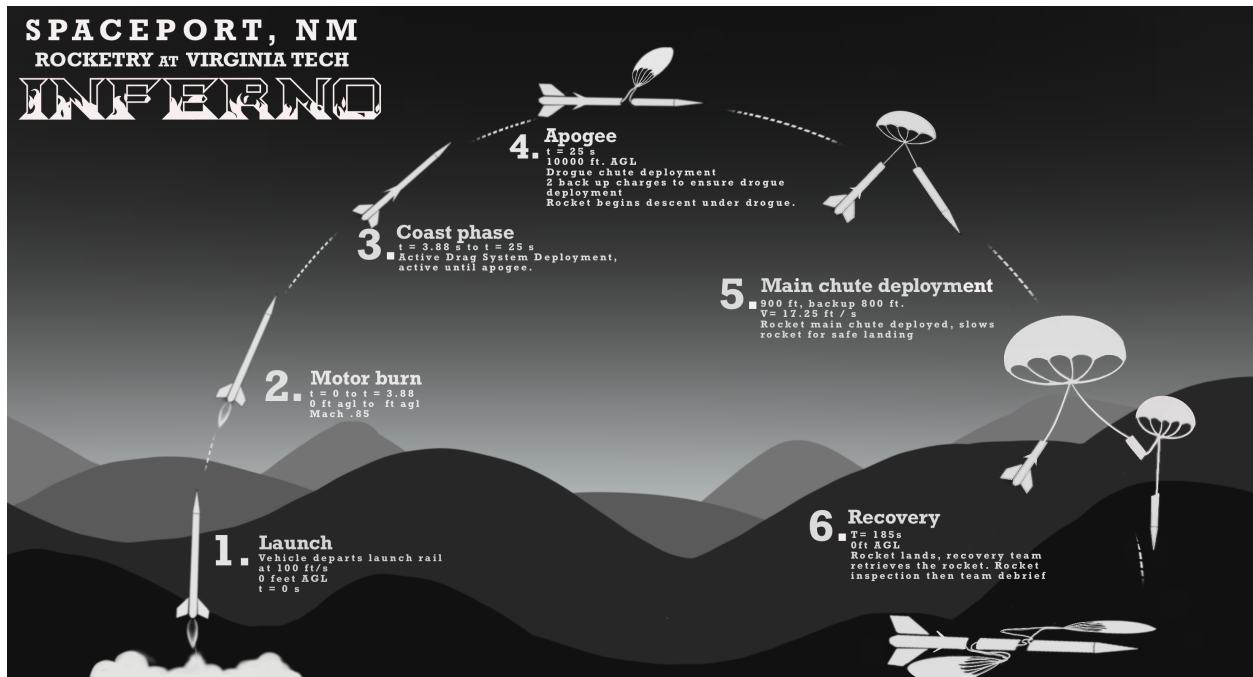 SPACEPORT, NM
ROCKETRY AT VIRGINIA TECH
INFERNO
1. Launch
Vehicle departs launch rail
at 100 ft/s
0 feet AGL
t = 0 s
2. Motor burn
t = 0 to t = 3.88
0 ft agl to ft agl
Mach .85
3. Coast phase
t = 3.88 s to t = 25 s
Active Drag System Deployment,
active until apogee.
4. Apogee
t = 25 s
10000 ft. AGL
Drogue chute deployment
2 back up charges to ensure drogue
deployment
Rocket begins descent under drogue.
5. Main chute deployment
900 ft, backup 800 ft.
V= 17.25 ft / s
Rocket main chute deployed, slows
rocket for safe landing
6. Recovery
T= 185s
0ft AGL
Rocket lands, recovery team
retrieves the rocket. Rocket
inspection then team debrief